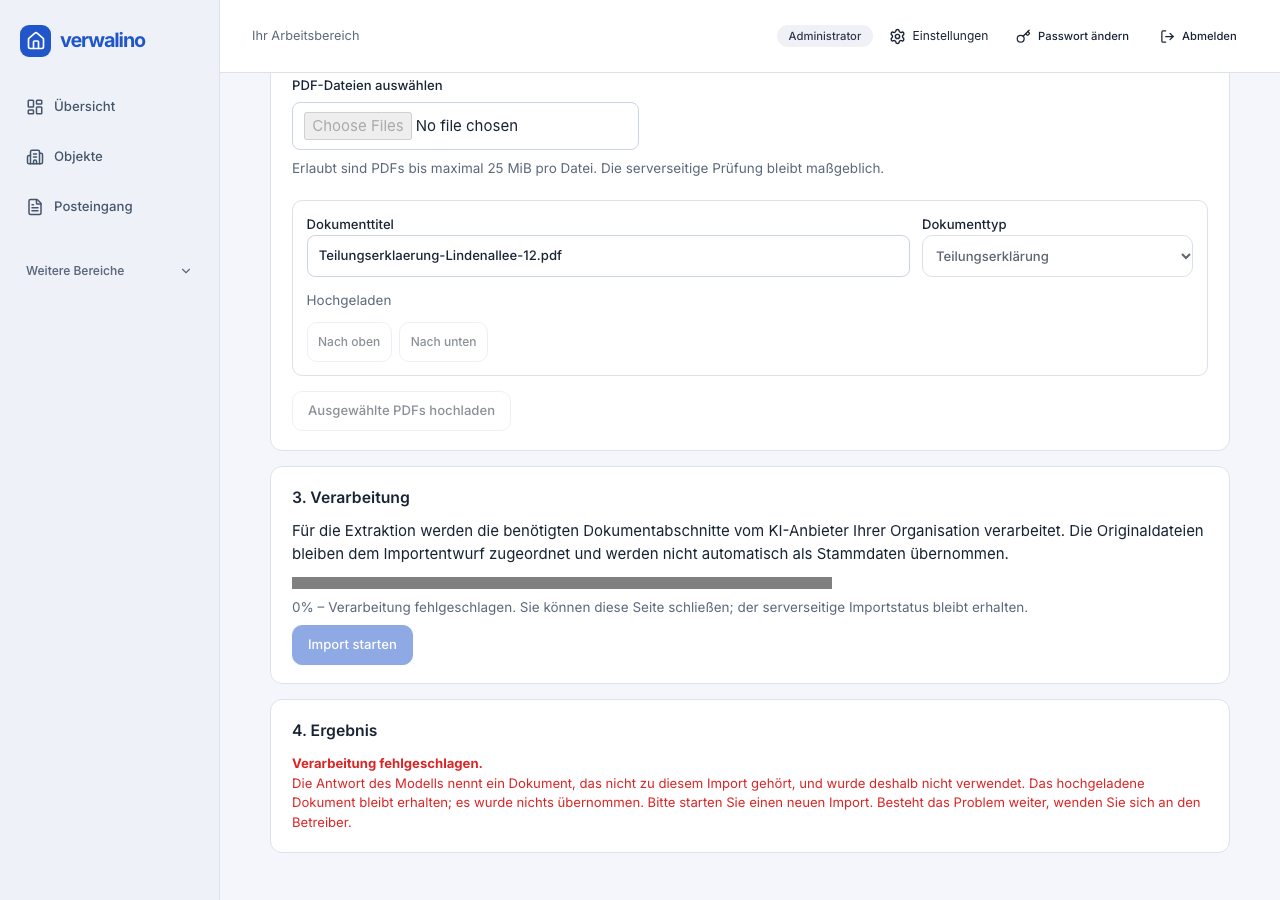 verwalino
Ihr Arbeitsbereich
Administrator
Einstellungen
Passwort ändern
Abmelden
Übersicht
Objekte
Posteingang
Weitere Bereiche
PDF-Dateien auswählen
Choose Files No file chosen
Erlaubt sind PDFs bis maximal 25 MiB pro Datei. Die serverseitige Prüfung bleibt maßgeblich.
Dokumenttitel
Dokumenttyp
Teilungserklaerung-Lindenallee-12.pdf
Teilungserklärung
Hochgeladen
Nach oben
Nach unten
Ausgewählte PDFs hochladen
3. Verarbeitung
Für die Extraktion werden die benötigten Dokumentabschnitte vom KI-Anbieter Ihrer Organisation verarbeitet. Die Originaldateien
bleiben dem Importentwurf zugeordnet und werden nicht automatisch als Stammdaten übernommen.
0% – Verarbeitung fehlgeschlagen. Sie können diese Seite schließen; der serverseitige Importstatus bleibt erhalten.
Import starten
4. Ergebnis
Verarbeitung fehlgeschlagen.
Die Antwort des Modells nennt ein Dokument, das nicht zu diesem Import gehört, und wurde deshalb nicht verwendet. Das hochgeladene
Dokument bleibt erhalten; es wurde nichts übernommen. Bitte starten Sie einen neuen Import. Besteht das Problem weiter, wenden Sie sich an den
Betreiber.